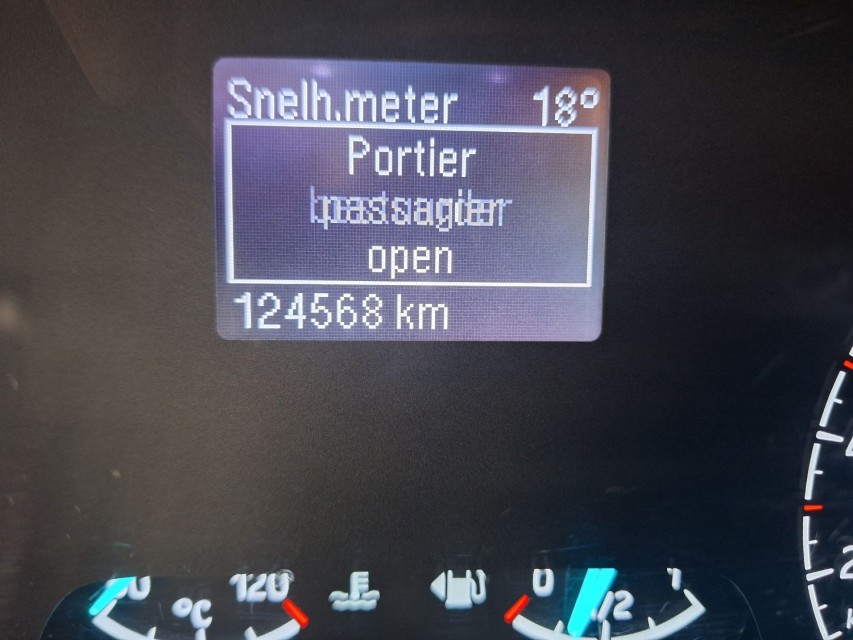 Snelh.meter 18°
Portier
open
124568 km
120
°C
0
1/2
1